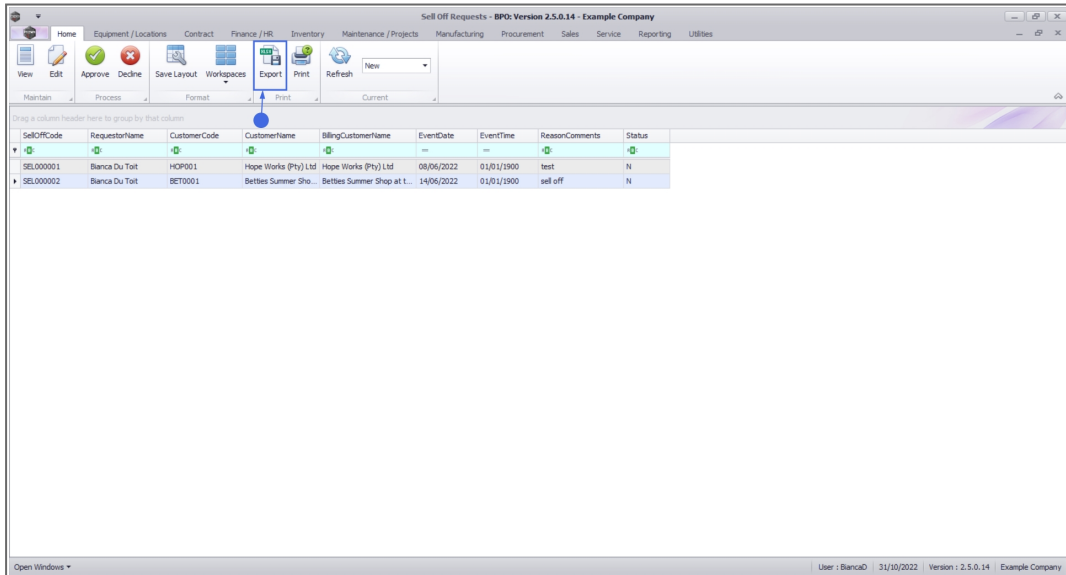 Sell Off Requests - BPO: Version 2.5.0.14 - Example Company
Home Equipment / Locations Contract Finance / HR Inventory Maintenance / Projects Manufacturing Procurement Sales Service Reporting Utilities
View Edit Approve Decline Save Layout Workspaces Export Print Refresh New
Maintain Process Format Print Current
Drag a column header here to group by that column
SellOffCode RequestorName CustomerCode CustomerName BillingCustomerName EventDate EventTime ReasonComments Status
SEL000001 Bianca Du Toit HOP001 Hope Works (Pty) Ltd Hope Works (Pty) Ltd 08/06/2022 01/01/1900 test N
SEL000002 Bianca Du Toit BET0001 Betties Summer Sho... Betties Summer Shop at t... 14/06/2022 01/01/1900 sell off N
Open Windows User : BiancaD 31/10/2022 Version : 2.5.0.14 Example Company